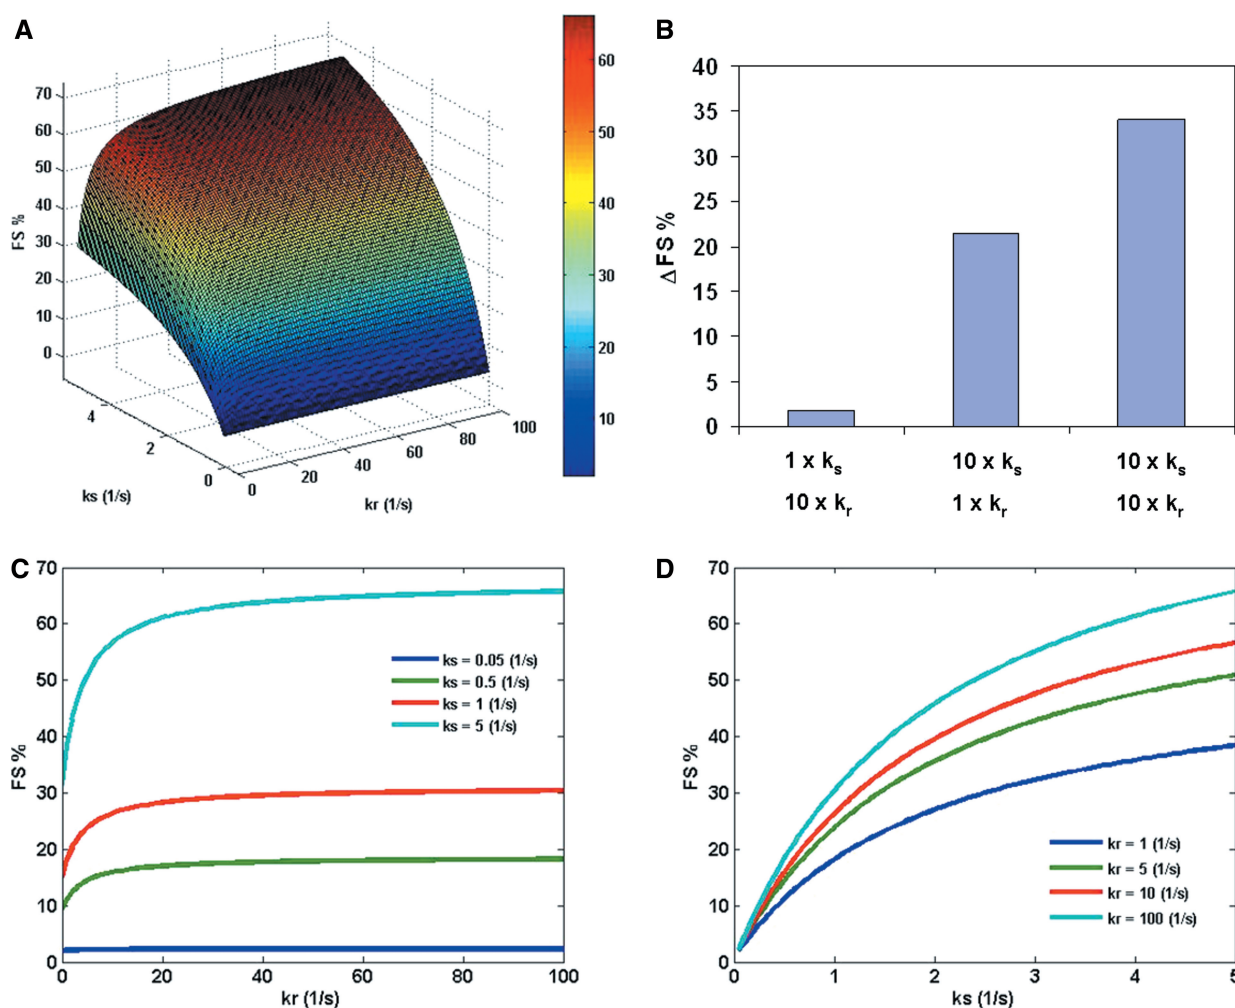 A
70
60
50
40
30
20
10
0
FS %
4
2
0
ks (1/s)
0
20
40
60
80
100
kr (1/s)
60
50
40
30
20
10
B
40
35
30
25
20
15
10
5
0
Δ FS %
1 x ks 10 x ks 10 x ks
10 x kr 1 x kr 10 x kr
C
70
60
50
40
30
20
10
0
FS %
ks = 0.05 (1/s)
ks = 0.5 (1/s)
ks = 1 (1/s)
ks = 5 (1/s)
0 20 40 60 80 100
kr (1/s)
D
70
60
50
40
30
20
10
0
FS %
kr = 1 (1/s)
kr = 5 (1/s)
kr = 10 (1/s)
kr = 100 (1/s)
0 1 2 3 4 5
ks (1/s)